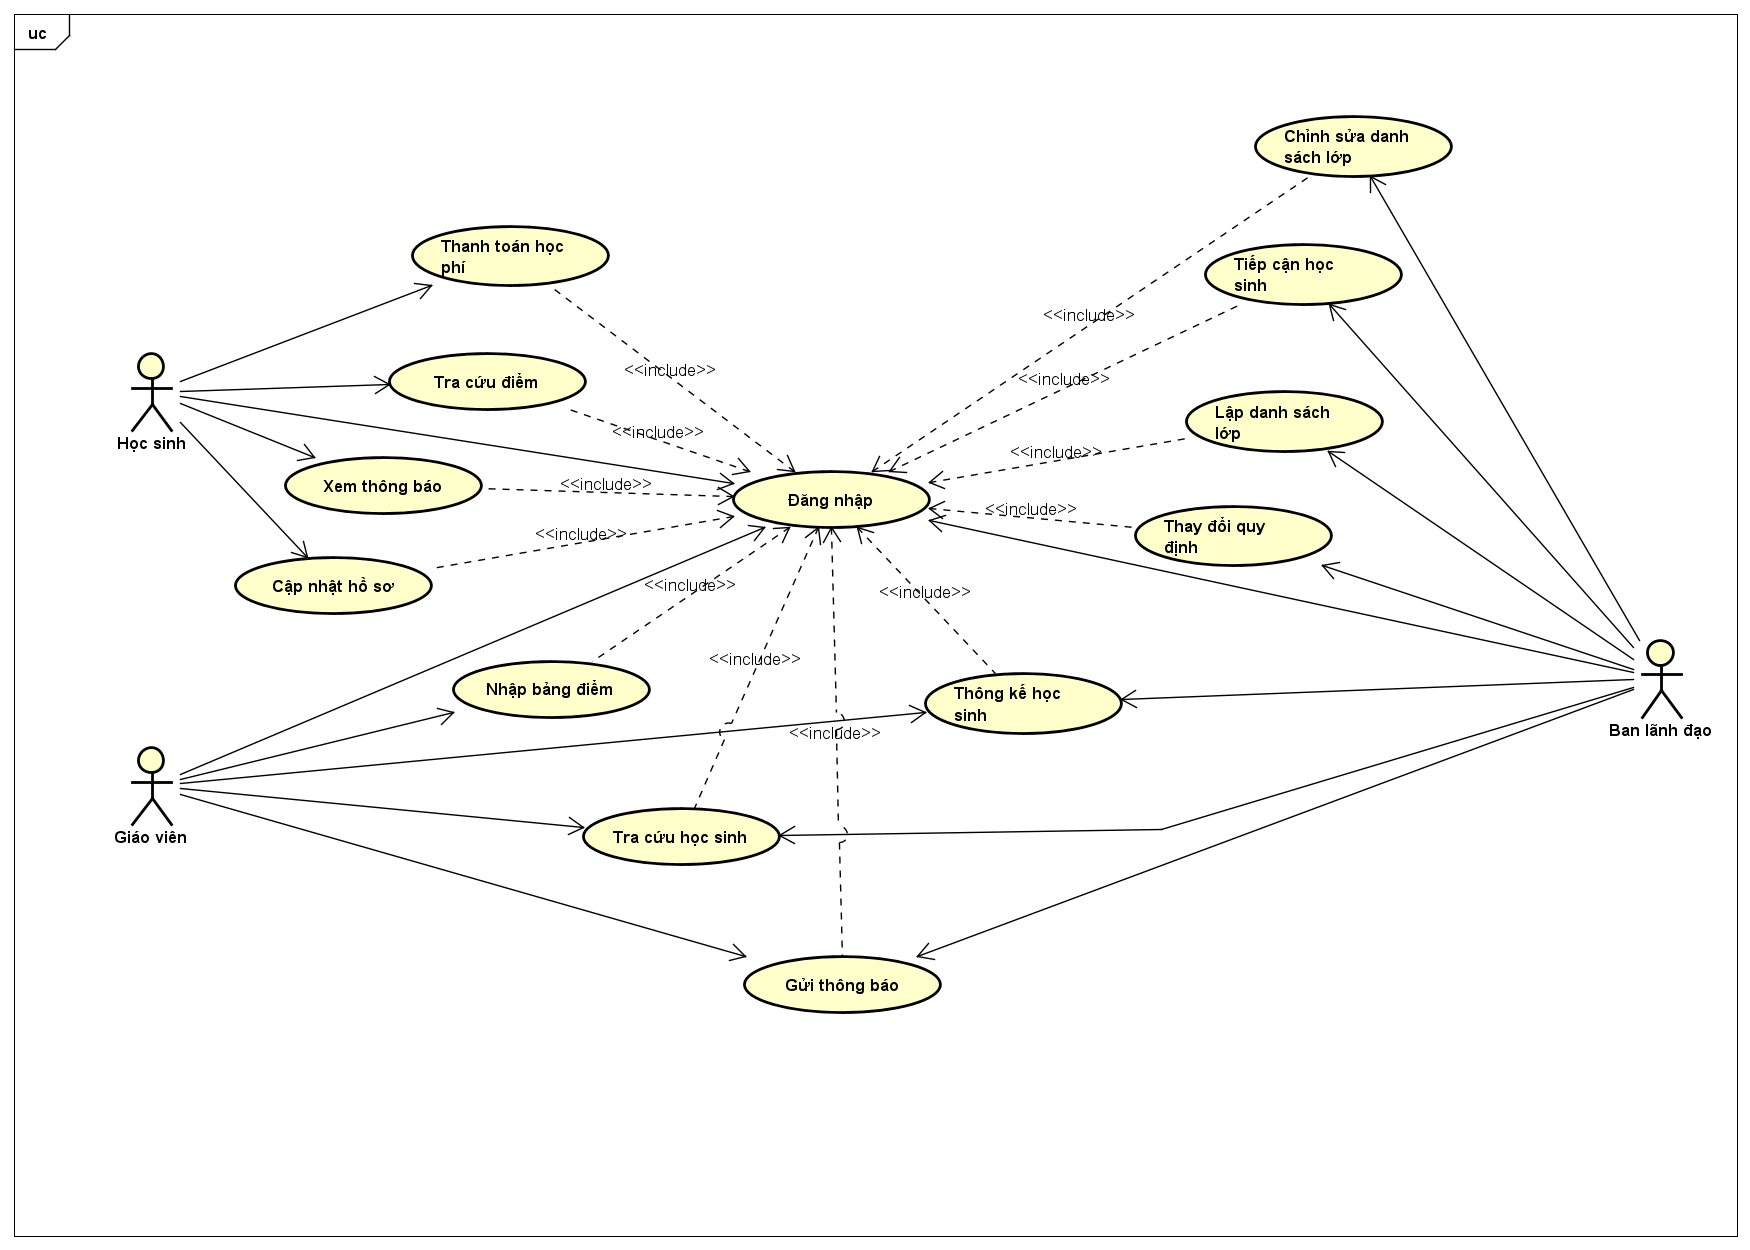 uc
Chỉnh sửa danh
sách lớp
Thanh toán học
phí
Tiếp cận học
sinh
<<include>>
<<include>>
Tra cứu điểm
<<include>>
Học sinh
<<include>>
Lập danh sách
lớp
<<include>>
Xem thông báo
<<include>>
Đăng nhập
<<include>>
Thay đổi quy
định
<<include>>
Cập nhật hồ sơ
<<include>>
<<include>>
<<include>>
Nhập bảng điểm
Thông kế học
sinh
<<include>>
Ban lãnh đạo
Giáo viên
Tra cứu học sinh
Gửi thông báo